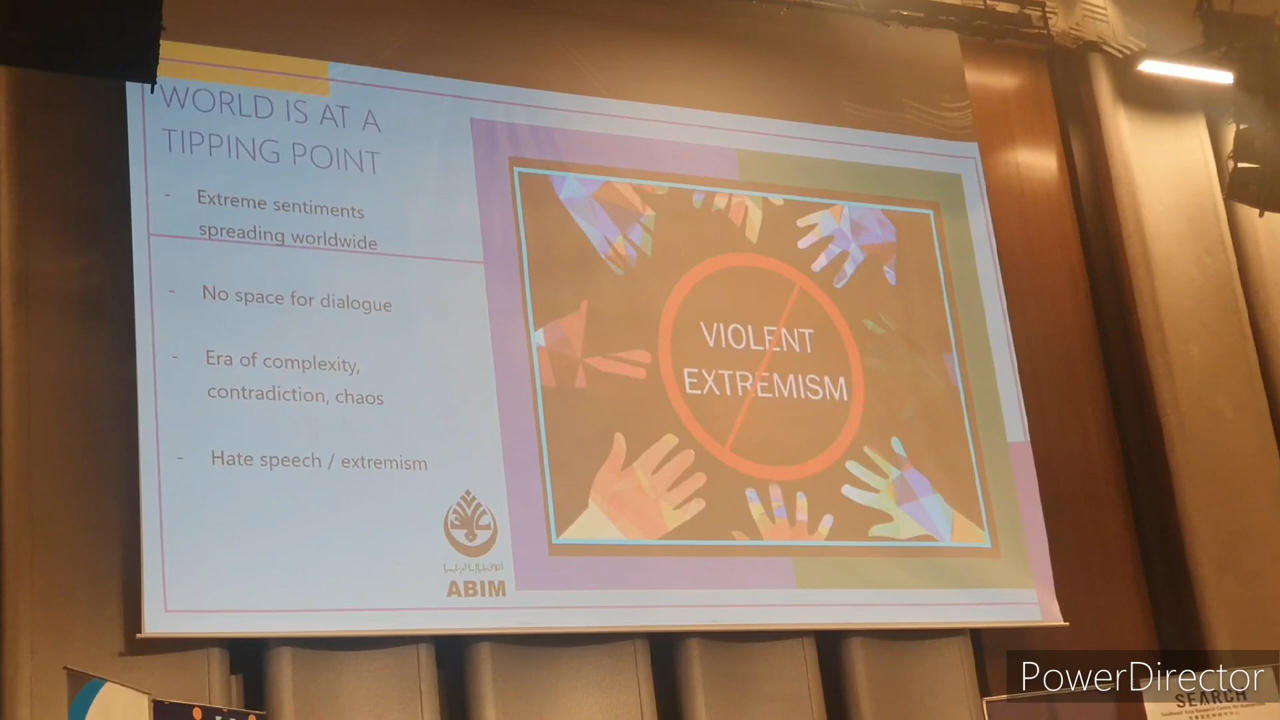 WORLD IS AT A
TIPPING POINT
- Extreme sentiments
spreading worldwide
- No space for dialogue
- Era of complexity,
contradiction, chaos
- Hate speech / extremism
VIOLENT
EXTREMISM
ABIM
PowerDirector
SEARCH